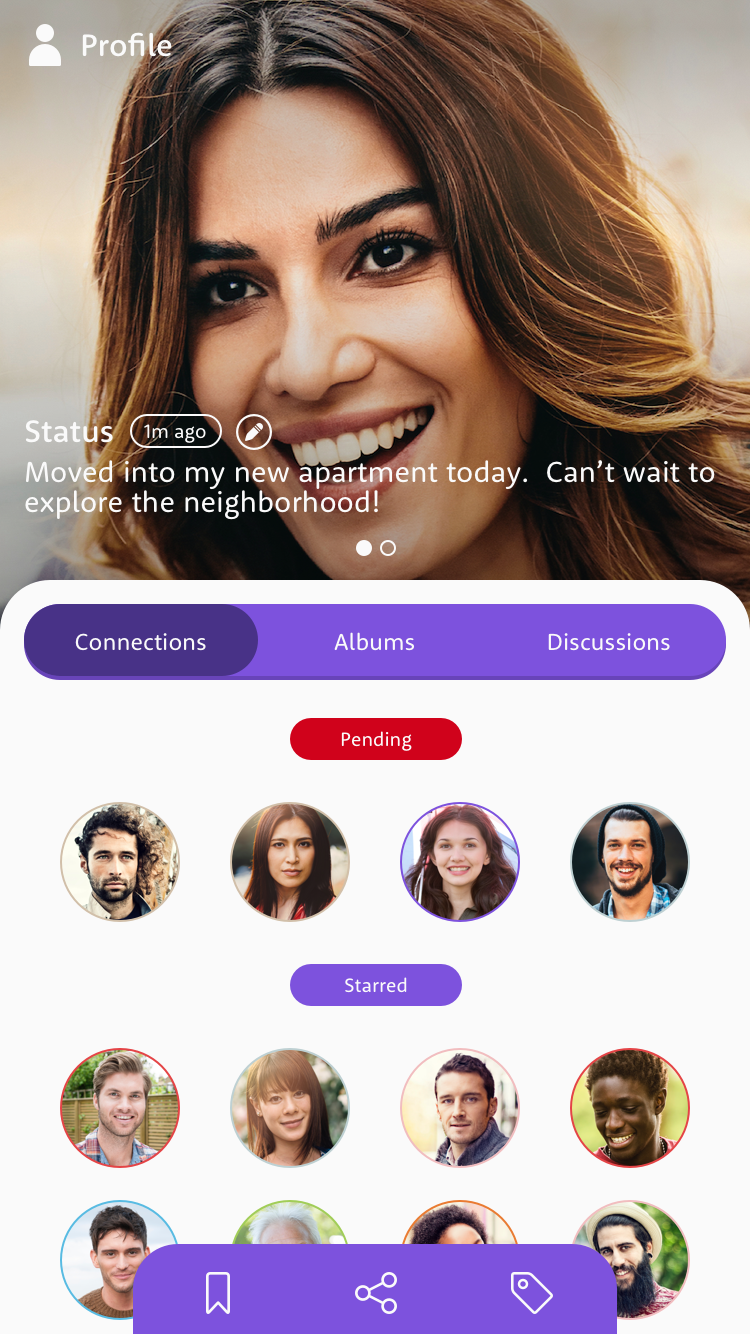 Profile
Status 1m ago
Moved into my new apartment today.  Can’t wait to
explore the neighborhood!
Connections Albums Discussions
Pending
Starred